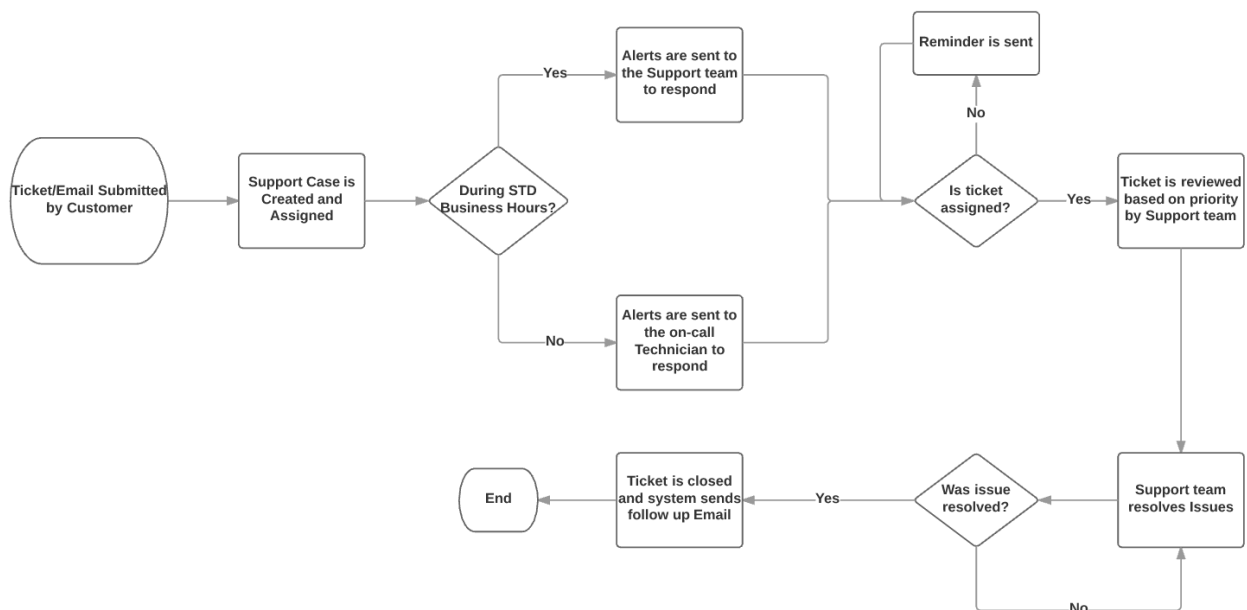 Ticket/Email Submitted
by Customer
Support Case is
Created and
Assigned
During STD
Business Hours?
Yes
Alerts are sent to
the Support team
to respond
No
Alerts are sent to
the on-call
Technician to
respond
Reminder is sent
No
Is ticket
assigned?
Yes
Ticket is reviewed
based on priority
by Support team
Support team
resolves Issues
Was issue
resolved?
No
Yes
Ticket is closed
and system sends
follow up Email
End